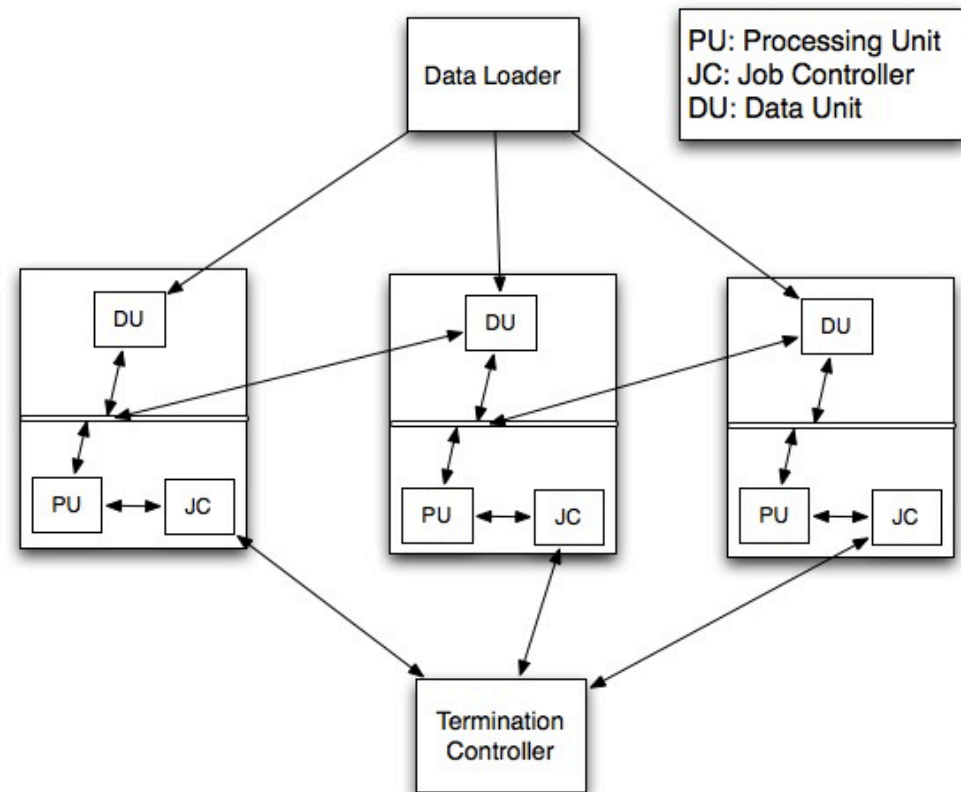 Data Loader
PU: Processing Unit
JC: Job Controller
DU: Data Unit
DU
DU
DU
PU
JC
PU
JC
PU
JC
Termination
Controller